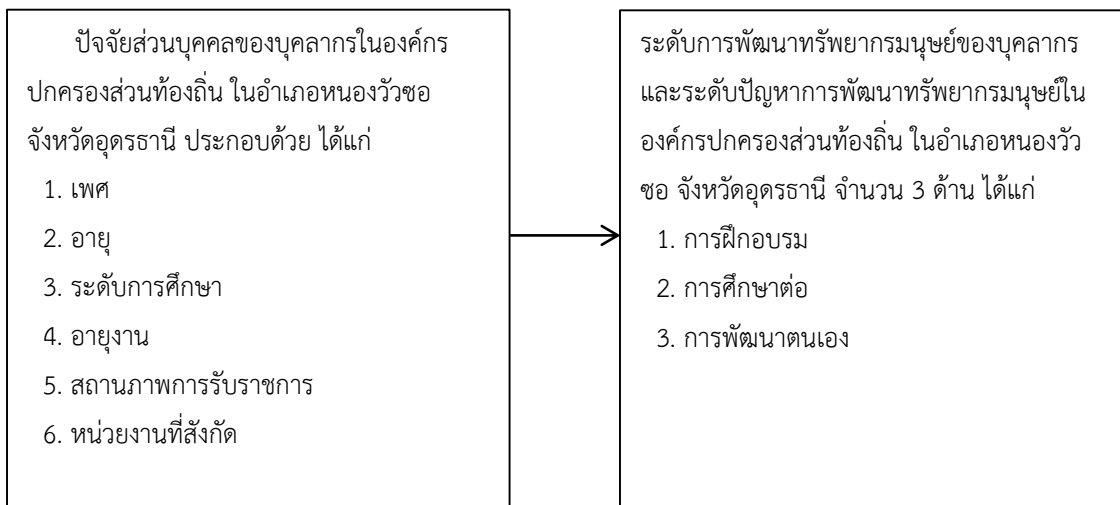 ปัจจัยส่วนบุคคลของบุคลากรในองค์กร
ปกครองส่วนท้องถิ่น ในอำเภอหนองวัวซอ
จังหวัดอุดรธานี ประกอบด้วย ได้แก่
1. เพศ
2. อายุ
3. ระดับการศึกษา
4. อายุงาน
5. สถานภาพการรับราชการ
6. หน่วยงานที่สังกัด
ระดับการพัฒนาทรัพยากรมนุษย์ของบุคลากร
และระดับปัญหาการพัฒนาทรัพยากรมนุษย์ใน
องค์กรปกครองส่วนท้องถิ่น ในอำเภอหนองวัว
ซอ จังหวัดอุดรธานี จำนวน 3 ด้าน ได้แก่
1. การฝึกอบรม
2. การศึกษาต่อ
3. การพัฒนาตนเอง